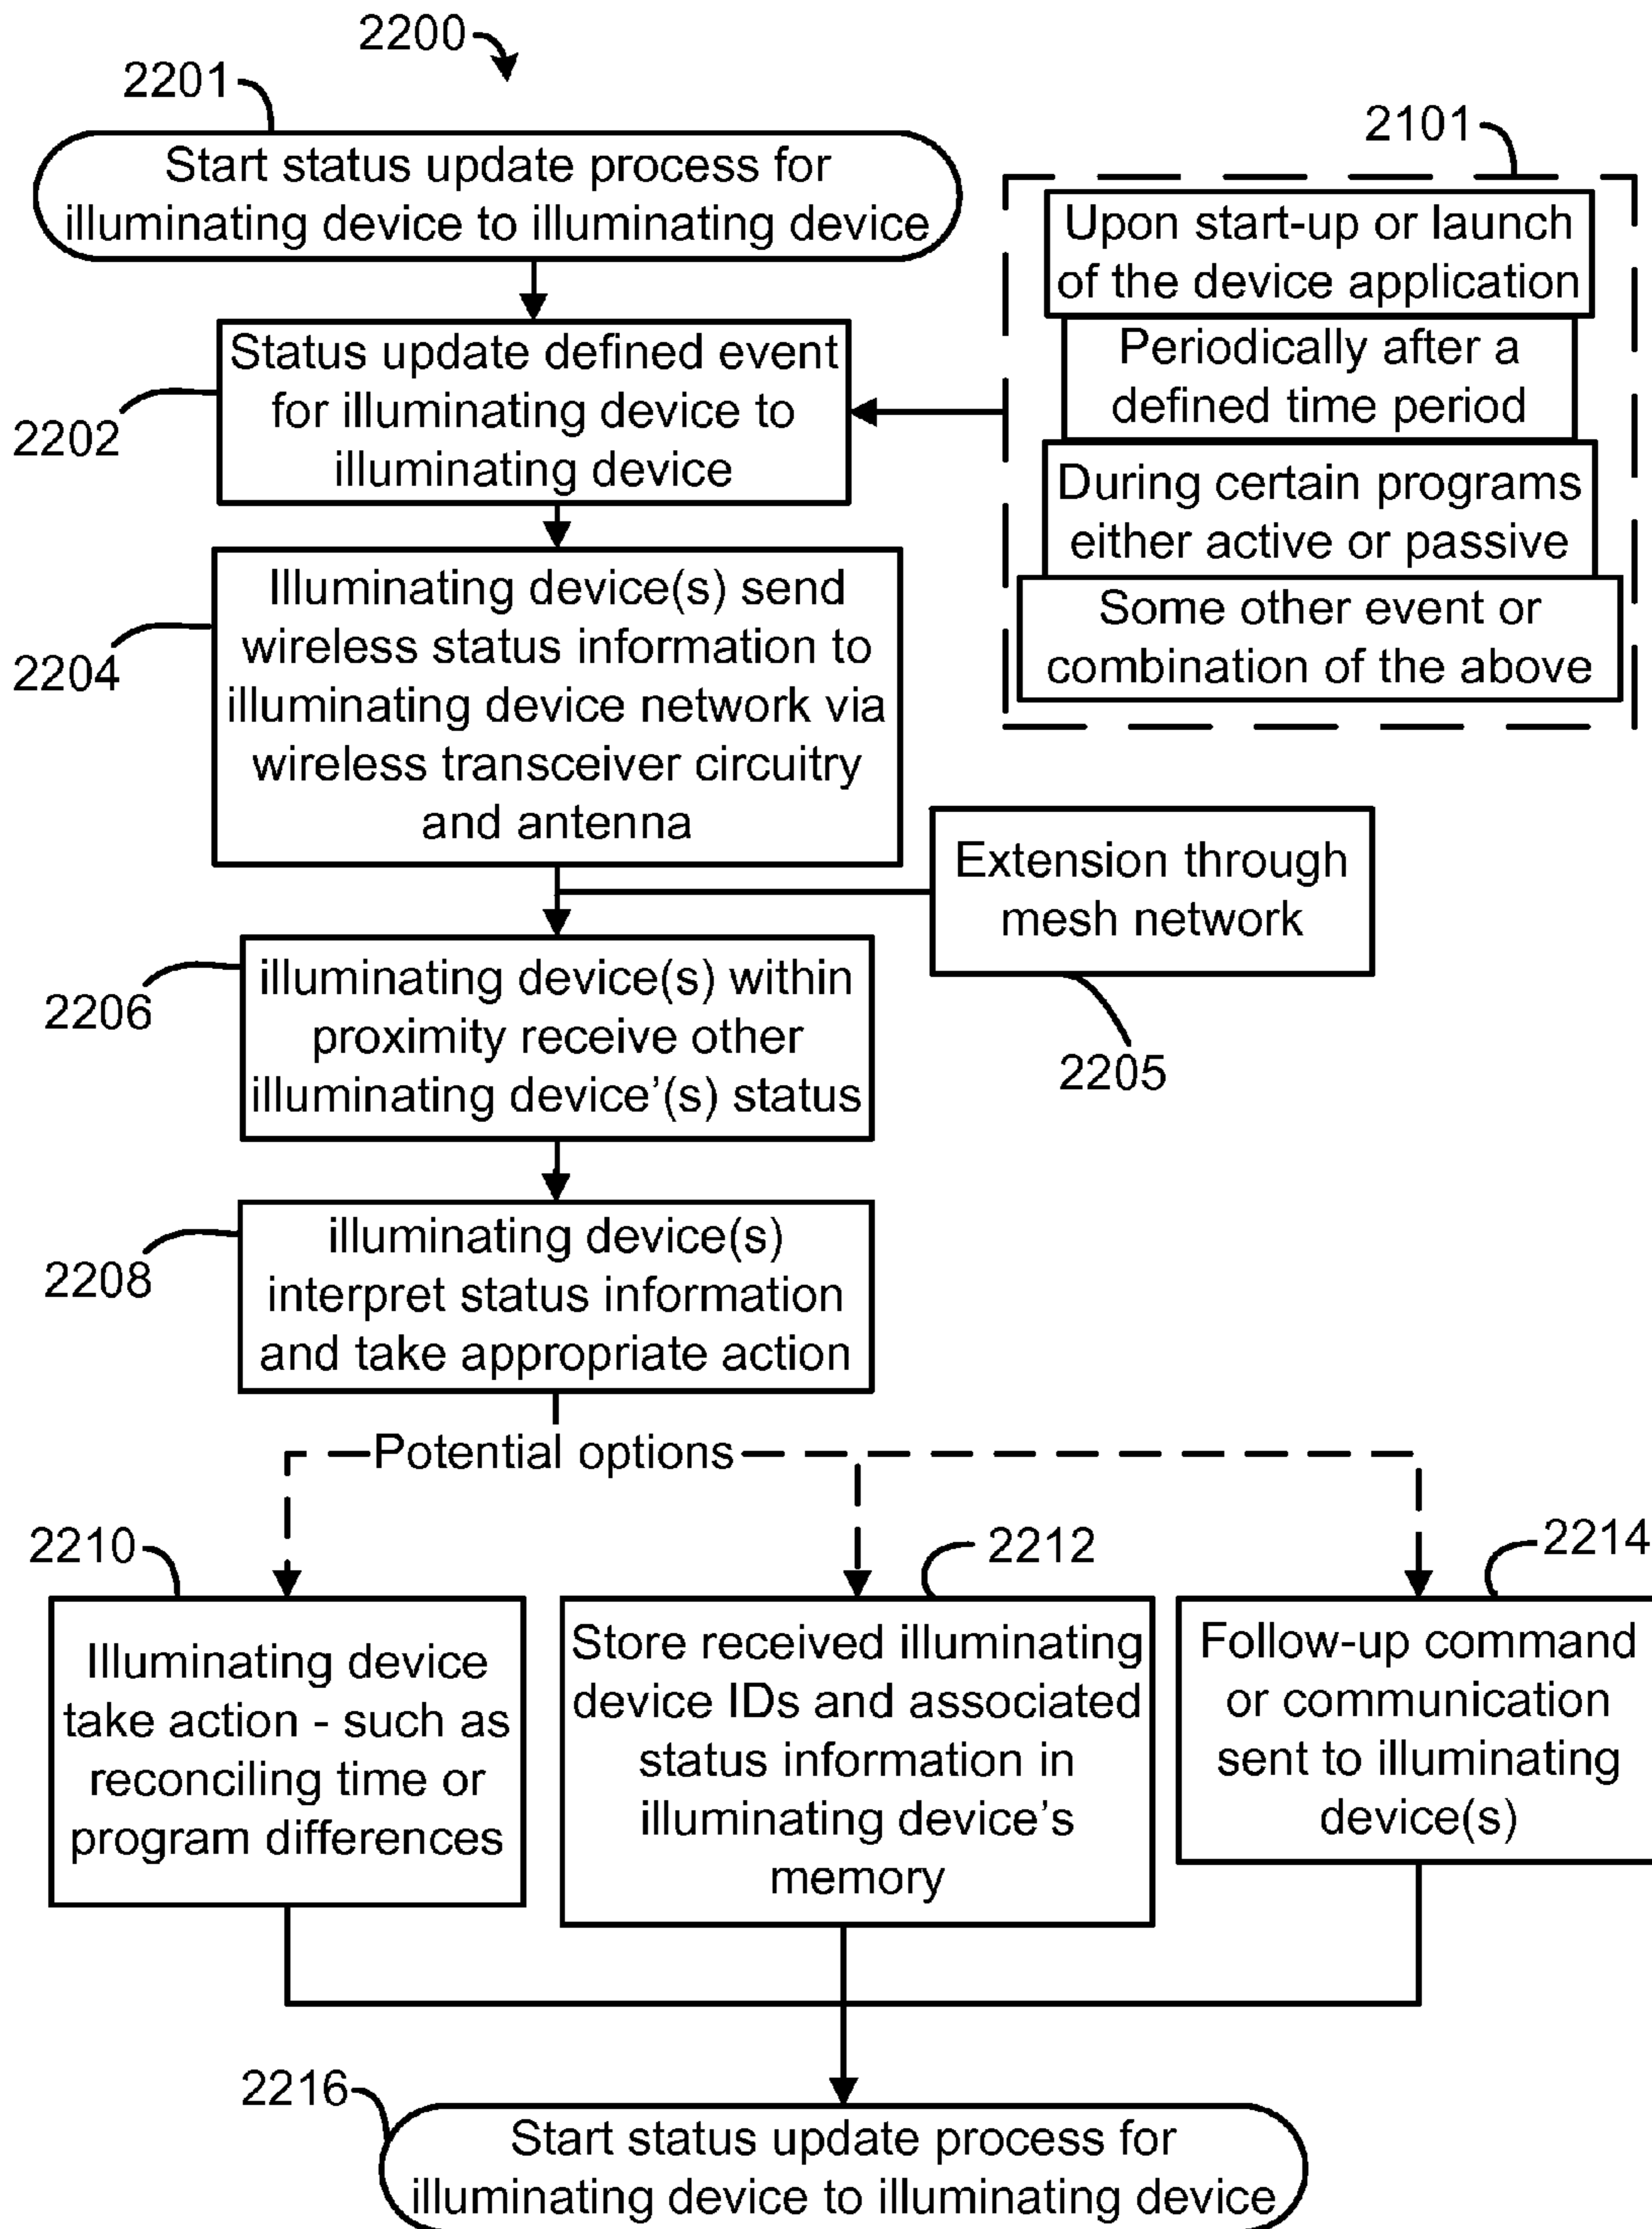 2200
2201
Start status update process for
illuminating device to illuminating device
2101
Upon start-up or launch
of the device application
Periodically after a
defined time period
During certain programs
either active or passive
Some other event or
combination of the above
Status update defined event
for illuminating device to
illuminating device
2202
Illuminating device(s) send
wireless status information to
illuminating device network via
wireless transceiver circuitry
and antenna
2204
Extension through
mesh network
2205
illuminating device(s) within
proximity receive other
illuminating device'(s) status
2206
illuminating device(s)
interpret status information
and take appropriate action
2208
Potential options
2210
Illuminating device
take action - such as
reconciling time or
program differences
2212
Store received illuminating
device IDs and associated
status information in
illuminating device's
memory
2214
Follow-up command
or communication
sent to illuminating
device(s)
2216
Start status update process for
illuminating device to illuminating device